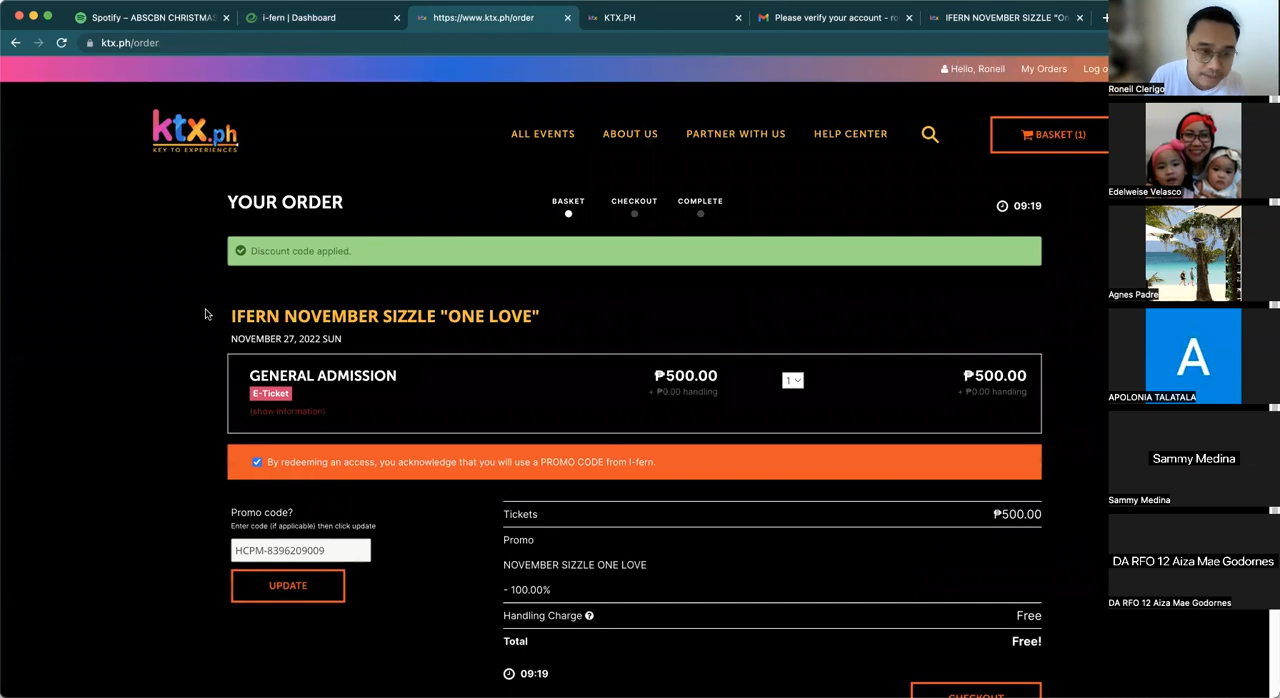 Spotify – ABSCBN CHRISTMAS
i-fern | Dashboard
https://www.ktx.ph/order
KTX.PH
Please verify your account - ro
IFERN NOVEMBER SIZZLE "On
ktx.ph/order
Hello, Roneil
My Orders
Log o
Roneil Clerigo
ktx.ph
KEY TO EXPERIENCES
ALL EVENTS
ABOUT US
PARTNER WITH US
HELP CENTER
BASKET (1)
Edelweise Velasco
YOUR ORDER
BASKET
CHECKOUT
COMPLETE
09:19
Discount code applied.
Agnes Padre
IFERN NOVEMBER SIZZLE "ONE LOVE"
NOVEMBER 27, 2022 SUN
GENERAL ADMISSION
₱500.00
1
₱500.00
E-Ticket
+ ₱0.00 handling
+ ₱0.00 handling
(show information)
A
APOLONIA TALATALA
By redeeming an access, you acknowledge that you will use a PROMO CODE from I-fern.
Sammy Medina
Sammy Medina
Promo code?
Enter code (if applicable) then click update
HCPM-8396209009
UPDATE
Tickets
₱500.00
Promo
NOVEMBER SIZZLE ONE LOVE
- 100.00%
Handling Charge
Free
Total
Free!
09:19
CHECKOUT
DA RFO 12 Aiza Mae Godornes
DA RFO 12 Aiza Mae Godornes